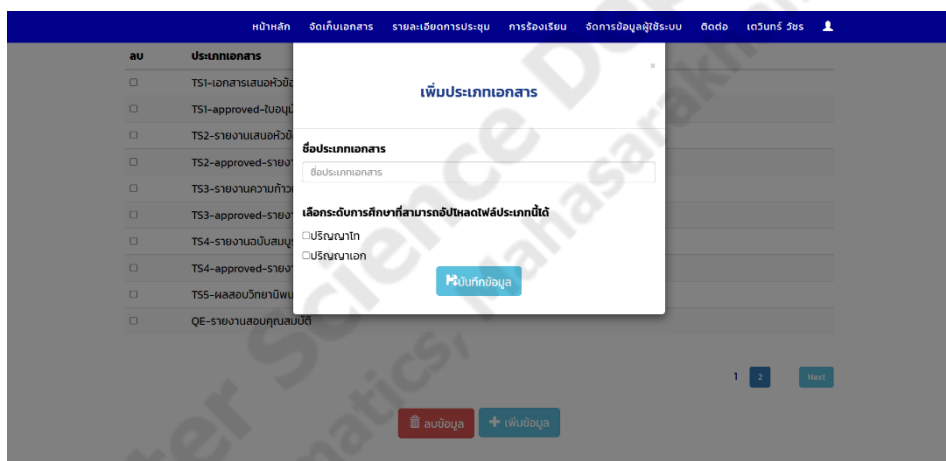 หน้าหลัก จัดเก็บเอกสาร รายละเอียดการประชุม การร้องเรียน จัดการข้อมูลผู้ใช้ระบบ ติดต่อ เตวินทร์ วัชร
ลบ ประเภทเอกสาร
×
เพิ่มประเภทเอกสาร
TS1-เอกสารเสนอหัวข้อ
TS1-approved-ใบอนุมั
TS2-รายงานเสนอหัวข้
ชื่อประเภทเอกสาร
TS2-approved-รายงา
ชื่อประเภทเอกสาร
TS3-รายงานความก้าวห
TS3-approved-รายงา
เลือกระดับการศึกษาที่สามารถอัปโหลดไฟล์ประเภทนี้ได้
TS4-รายงานฉบับสมบูร
ปริญญาโท
ปริญญาเอก
TS4-approved-รายงา
บันทึกข้อมูล
TS5-ผลสอบวิทยานิพน
QE-รายงานสอบคุณสมบัติ
1 2 Next
ลบข้อมูล เพิ่มข้อมูล